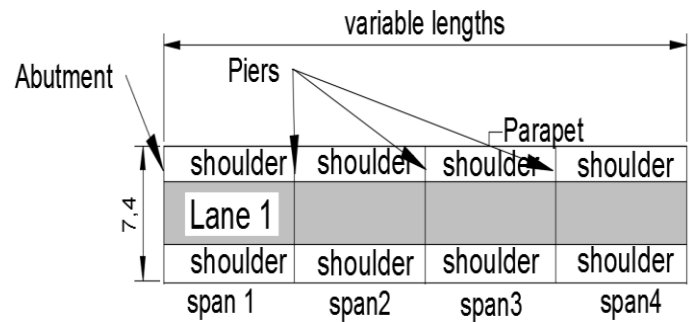 variable lengths
Abutment
Piers
Parapet
shoulder shoulder shoulder shoulder
7,4
Lane 1
shoulder shoulder shoulder shoulder
span 1 span2 span3 span4